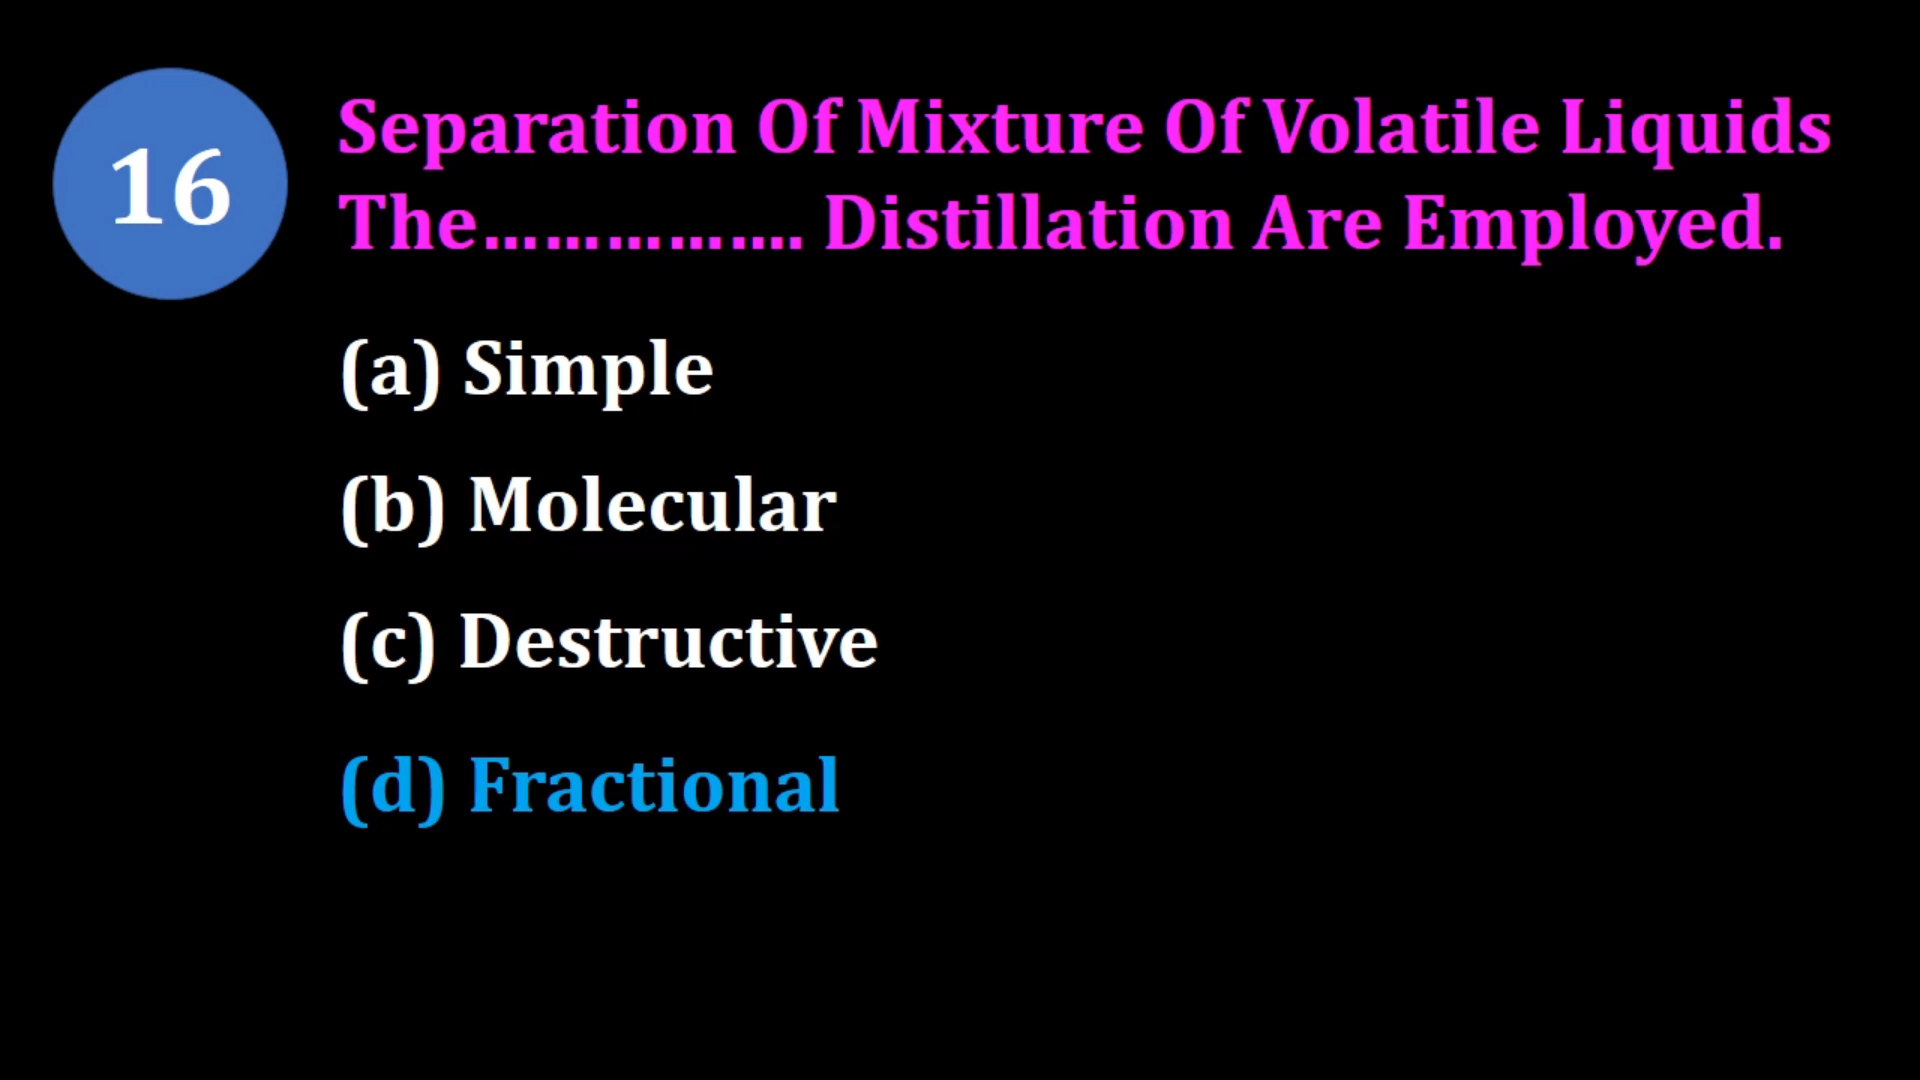 16
Separation Of Mixture Of Volatile Liquids
The................ Distillation Are Employed.
(a) Simple
(b) Molecular
(c) Destructive
(d) Fractional